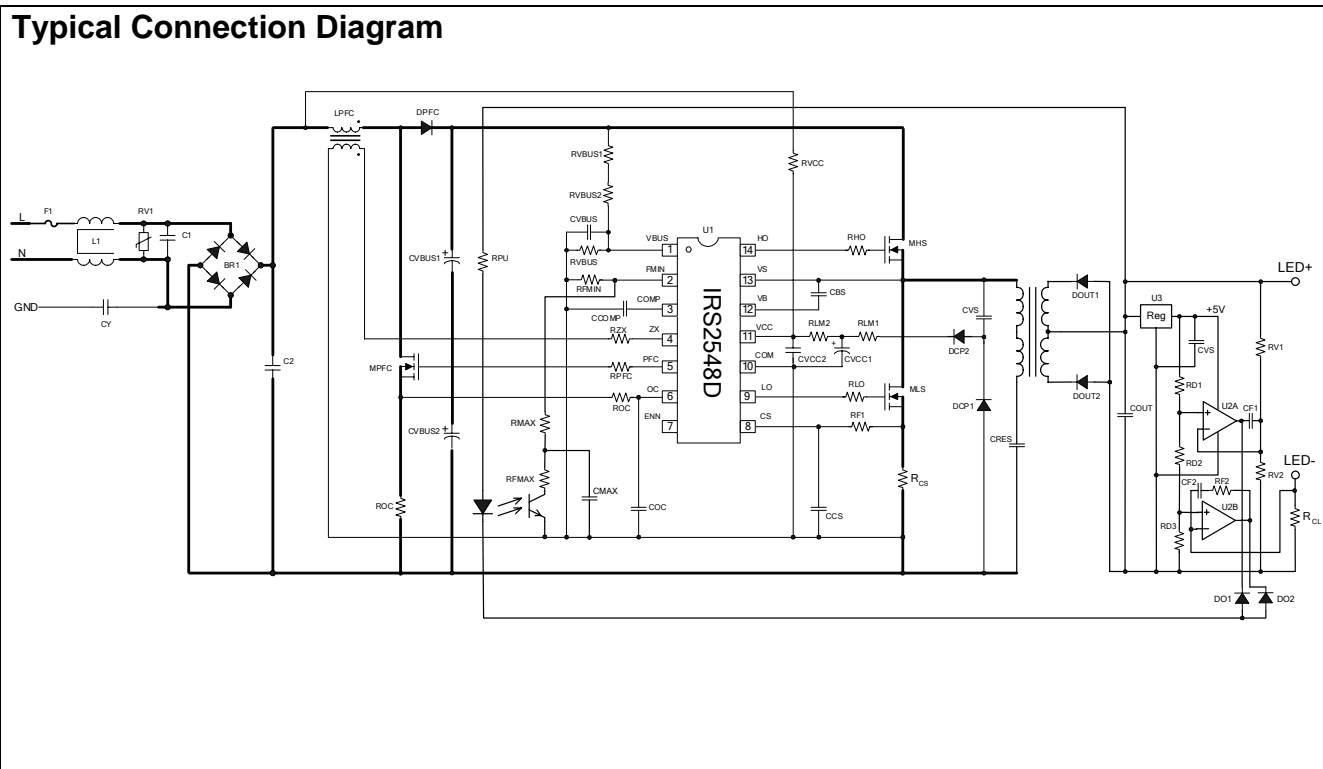 Typical Connection Diagram
LPFC
DPFC
RVBUS1
RVCC
RVBUS2
F1
RV1
L
C1
L1
N
BR1
GND
CY
C2
CVBUS
VBUS
1
RVBUS
U1
HO
14
RHO
MHS
CVBUS1
+
RPU
FMIN
2
RFMIN
VS
13
CBS
COMP
3
CCOMP
VB
12
ZX
4
RZX
VCC
11
RLM2
RLM1
CVS
DCP2
+
CVCC2
CVCC1
PFC
5
RPFC
COM
10
MPFC
OC
6
ROC
LO
9
RLO
MLS
DCP1
ENN
7
CS
8
RF1
IRS2548D
CVBUS2
+
RMAX
RFMAX
CMAX
COC
ROC
CCS
RCS
CRES
DOUT1
DOUT2
LED+
U3
Reg
+5V
CVS
RV1
RD1
U2A
CF1
+
COUT
RD2
RV2
LED-
CF2
RF2
U2B
+
RD3
RCL
DO1
DO2